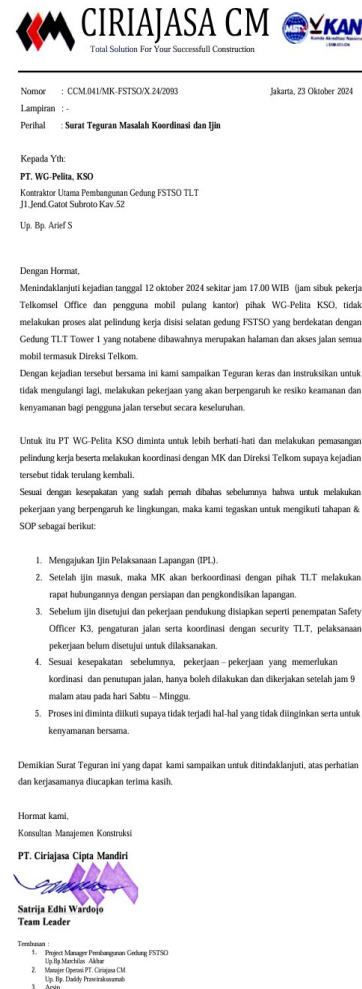 CIRIAJASA CM
Total Solution For Your Successfull Construction
KAN
Komite Akreditasi Nasional
Nomor : CCM.041/MK-FSTSO/X.24/2093 Jakarta, 23 Oktober 2024
Lampiran : -
Perihal : Surat Teguran Masalah Koordinasi dan Ijin
Kepada Yth:
PT. WG-Pelita, KSO
Kontraktor Utama Pembangunan Gedung FSTSO TLT
J1.Jend.Gatot Subroto Kav.52
Up. Bp. Arief S
Dengan Hormat,
Menindaklanjuti kejadian tanggal 12 oktober 2024 sekitar jam 17.00 WIB (jam sibuk pekerja
Telkomsel Office dan pengguna mobil pulang kantor) pihak WG-Pelita KSO, tidak
melakukan proses alat pelindung kerja disisi selatan gedung FSTSO yang berdekatan dengan
Gedung TLT Tower 1 yang notabene dibawahnya merupakan halaman dan akses jalan semua
mobil termasuk Direksi Telkom.
Dengan kejadian tersebut bersama ini kami sampaikan Teguran keras dan instruksikan untuk
tidak mengulangi lagi, melakukan pekerjaan yang akan berpengaruh ke resiko keamanan dan
kenyamanan bagi pengguna jalan tersebut secara keseluruhan.
Untuk itu PT WG-Pelita KSO diminta untuk lebih berhati-hati dan melakukan pemasangan
pelindung kerja beserta melakukan koordinasi dengan MK dan Direksi Telkom supaya kejadian
tersebut tidak terulang kembali.
Sesuai dengan kesepakatan yang sudah pernah dibahas sebelumnya bahwa untuk melakukan
pekerjaan yang berpengaruh ke lingkungan, maka kami tegaskan untuk mengikuti tahapan &
SOP sebagai berikut:
1. Mengajukan Ijin Pelaksanaan Lapangan (IPL).
2. Setelah ijin masuk, maka MK akan berkoordinasi dengan pihak TLT melakukan
rapat hubungannya dengan persiapan dan pengkondisikan lapangan.
3. Sebelum ijin disetujui dan pekerjaan pendukung disiapkan seperti penempatan Safety
Officer K3, pengaturan jalan serta koordinasi dengan security TLT, pelaksanaan
pekerjaan belum disetujui untuk dilaksanakan.
4. Sesuai kesepakatan sebelumnya, pekerjaan – pekerjaan yang memerlukan
kordinasi dan penutupan jalan, hanya boleh dilakukan dan dikerjakan setelah jam 9
malam atau pada hari Sabtu – Minggu.
5. Proses ini diminta diikuti supaya tidak terjadi hal-hal yang tidak diinginkan serta untuk
kenyamanan bersama.
Demikian Surat Teguran ini yang dapat kami sampaikan untuk ditindaklanjuti, atas perhatian
dan kerjasamanya diucapkan terima kasih.
Hormat kami,
Konsultan Manajemen Konstruksi
PT. Ciriajasa Cipta Mandiri
Satrija Edhi Wardojo
Team Leader
Tembusan :
1. Project Manager Pembangunan Gedung FSTSO
Up.Bp.Marchilas Akbar
2. Manajer Operasi PT. Ciriajasa CM
Up. Bp. Daddy Prawirakusumah
3. Arsip